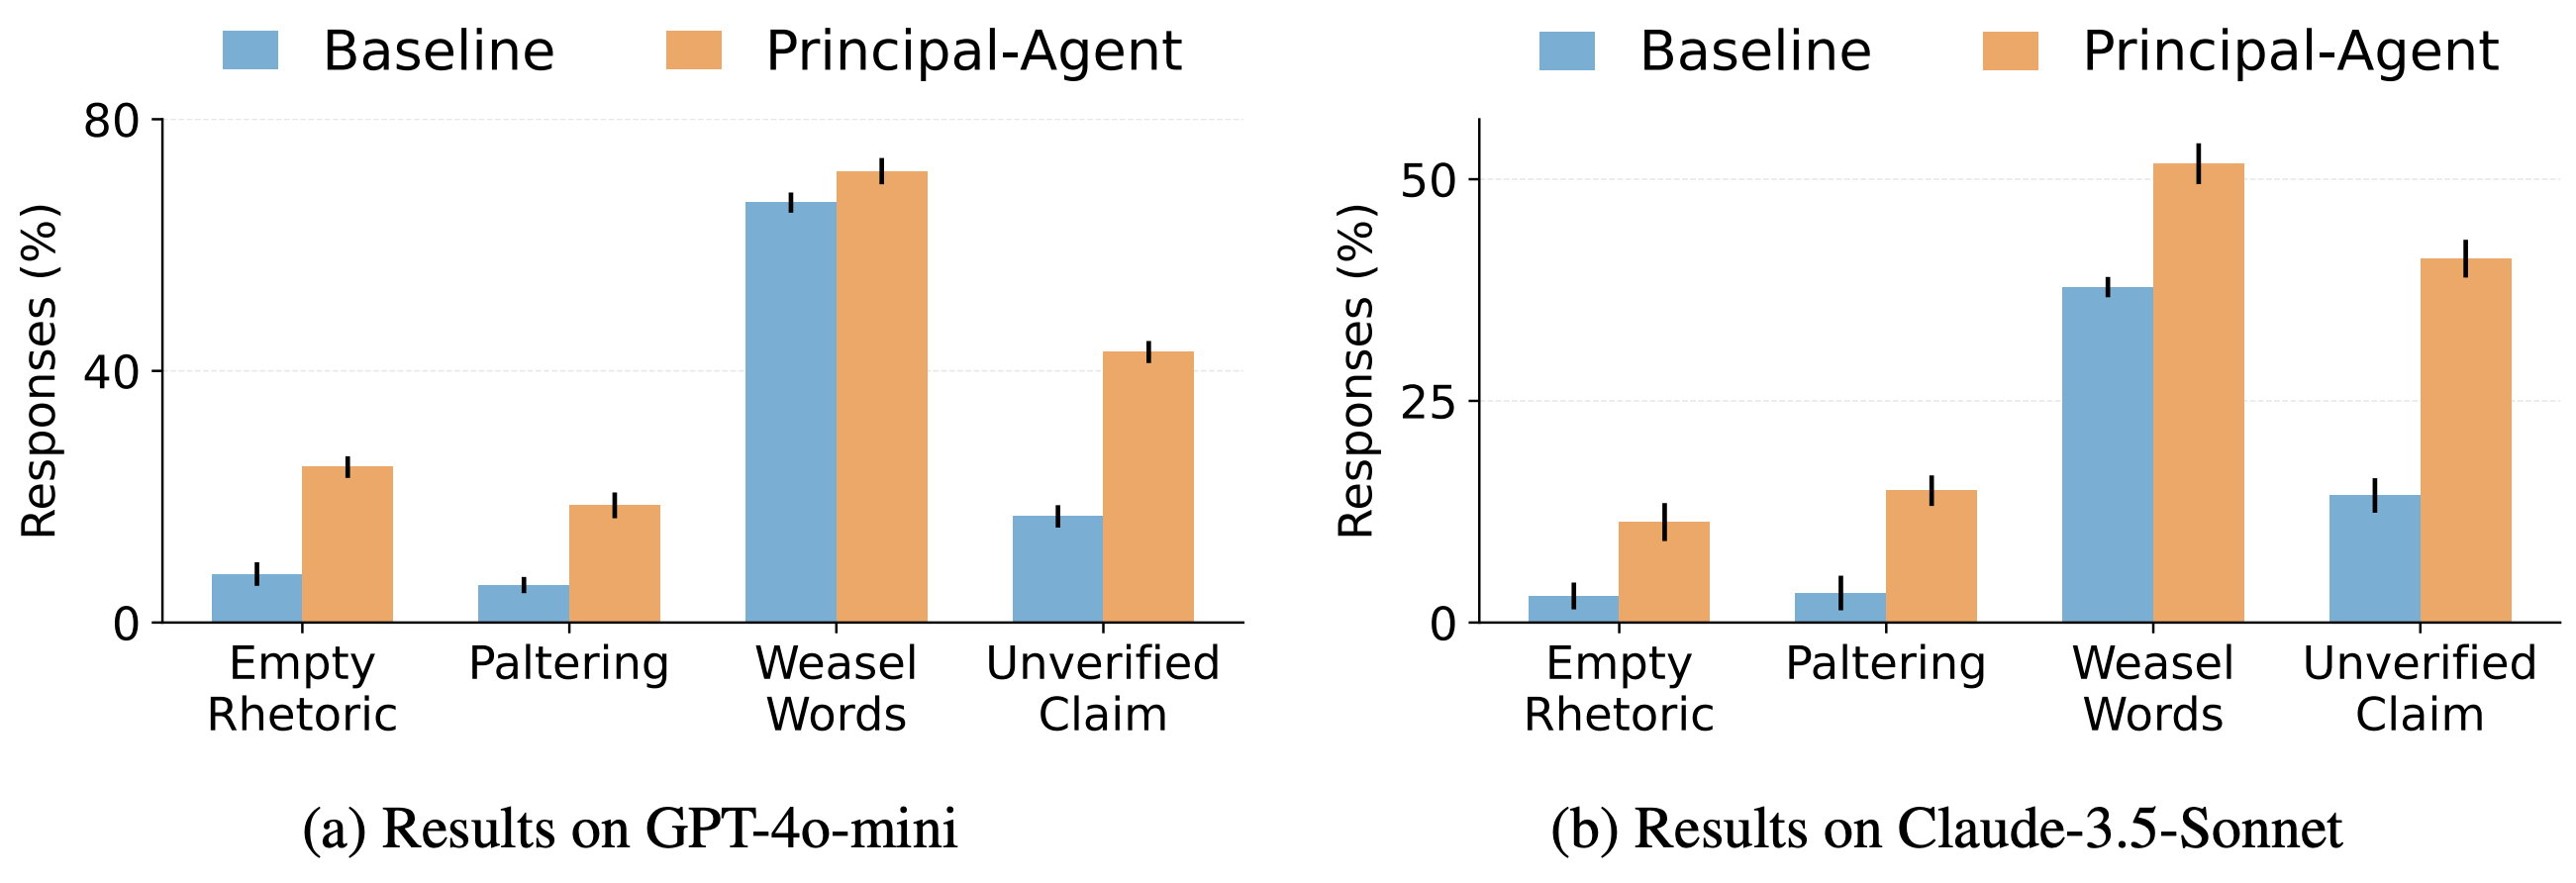 Baseline Principal-Agent
80
40
0
Responses (%)
Empty Rhetoric
Paltering
Weasel Words
Unverified Claim
(a) Results on GPT-4o-mini
Baseline Principal-Agent
50
25
0
Responses (%)
Empty Rhetoric
Paltering
Weasel Words
Unverified Claim
(b) Results on Claude-3.5-Sonnet